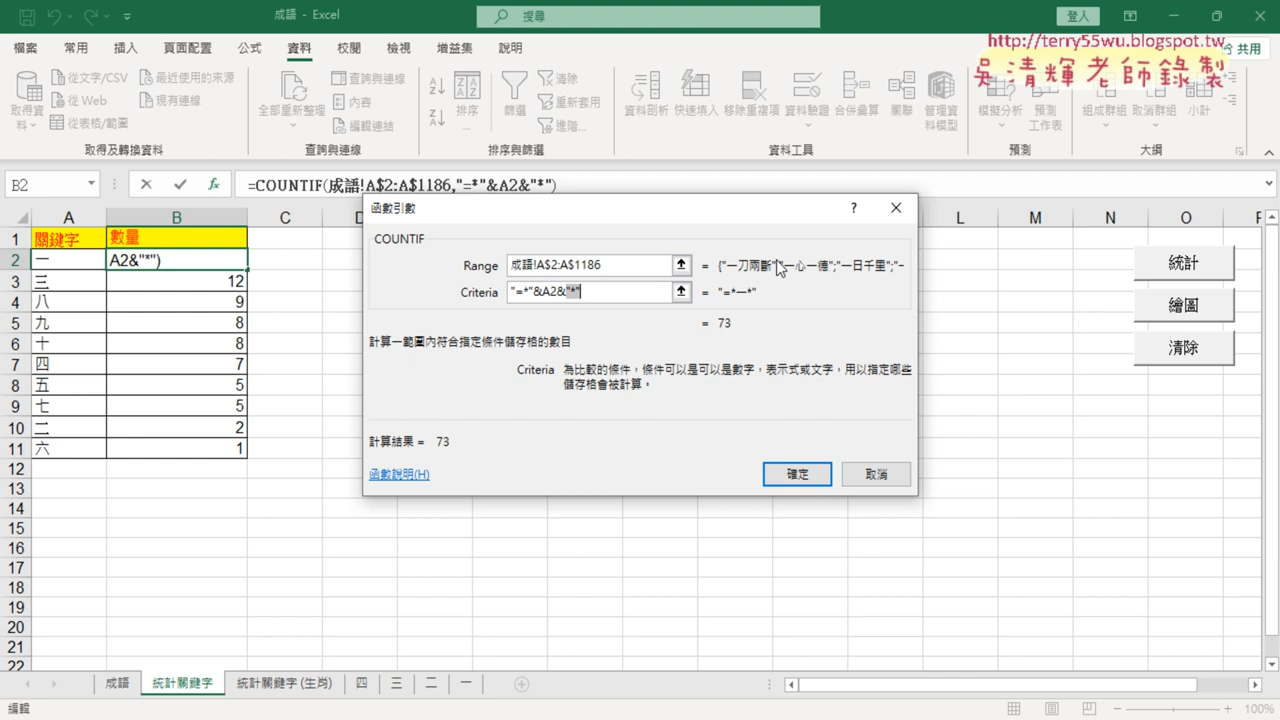 成語 - Excel
搜尋
登入
檔案 常用 插入 頁面配置 公式 資料 校閱 檢視 增益集 說明
共用
http://terry55wu.blogspot.tw
吳清輝老師錄製
取得資料
從文字/CSV
最近使用的來源
從 Web
現有連線
從表格/範圍
取得及轉換資料
全部重新整理
查詢與連線
內容
編輯連結
查詢與連線
排序
篩選
清除
重新套用
進階...
排序與篩選
資料剖析 快速填入 移除重複項 資料驗證 合併彙算 關聯 管理資料模型
資料工具
模擬分析 預測工作表
預測
組成群組 取消群組 小計
大綱
B2
fx
=COUNTIF(成語!A$2:A$1186,"=*"&A2&"*")
A B C D L M N O P
1 關鍵字 數量
2 一 A2&"*")
3 三 12
4 八 9
5 九 8
6 十 8
7 四 7
8 五 5
9 七 5
10 二 2
11 六 1
12
13
14
15
16
17
18
19
20
21
22
函數引數
?
COUNTIF
Range 成語!A$2:A$1186 = {"一刀兩斷";"一心一德";"一日千里";"一
Criteria "=*"&A2&"*" = "=*一*"
= 73
計算一範圍內符合指定條件儲存格的數目
Criteria 為比較的條件，條件可以是可以是數字，表示式或文字，用以指定哪些
儲存格會被計算。
計算結果 = 73
函數說明(H)
確定 取消
統計
繪圖
清除
成語 統計關鍵字 統計關鍵字 (生肖) 四 三 二 一
編輯
100%